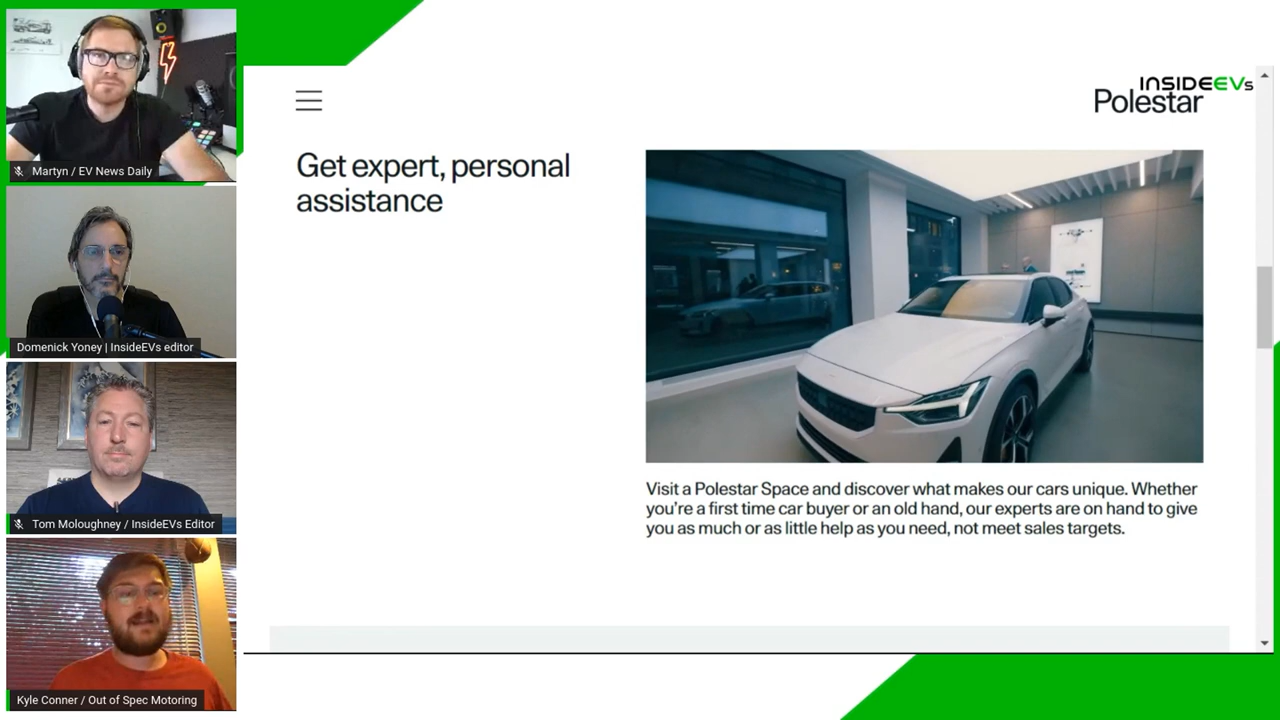 Martyn / EV News Daily
Domenick Yoney | InsideEVs editor
Tom Moloughney / InsideEVs Editor
Kyle Conner / Out of Spec Motoring
INSIDEEVs
Polestar
Get expert, personal
assistance
Visit a Polestar Space and discover what makes our cars unique. Whether
you're a first time car buyer or an old hand, our experts are on hand to give
you as much or as little help as you need, not meet sales targets.